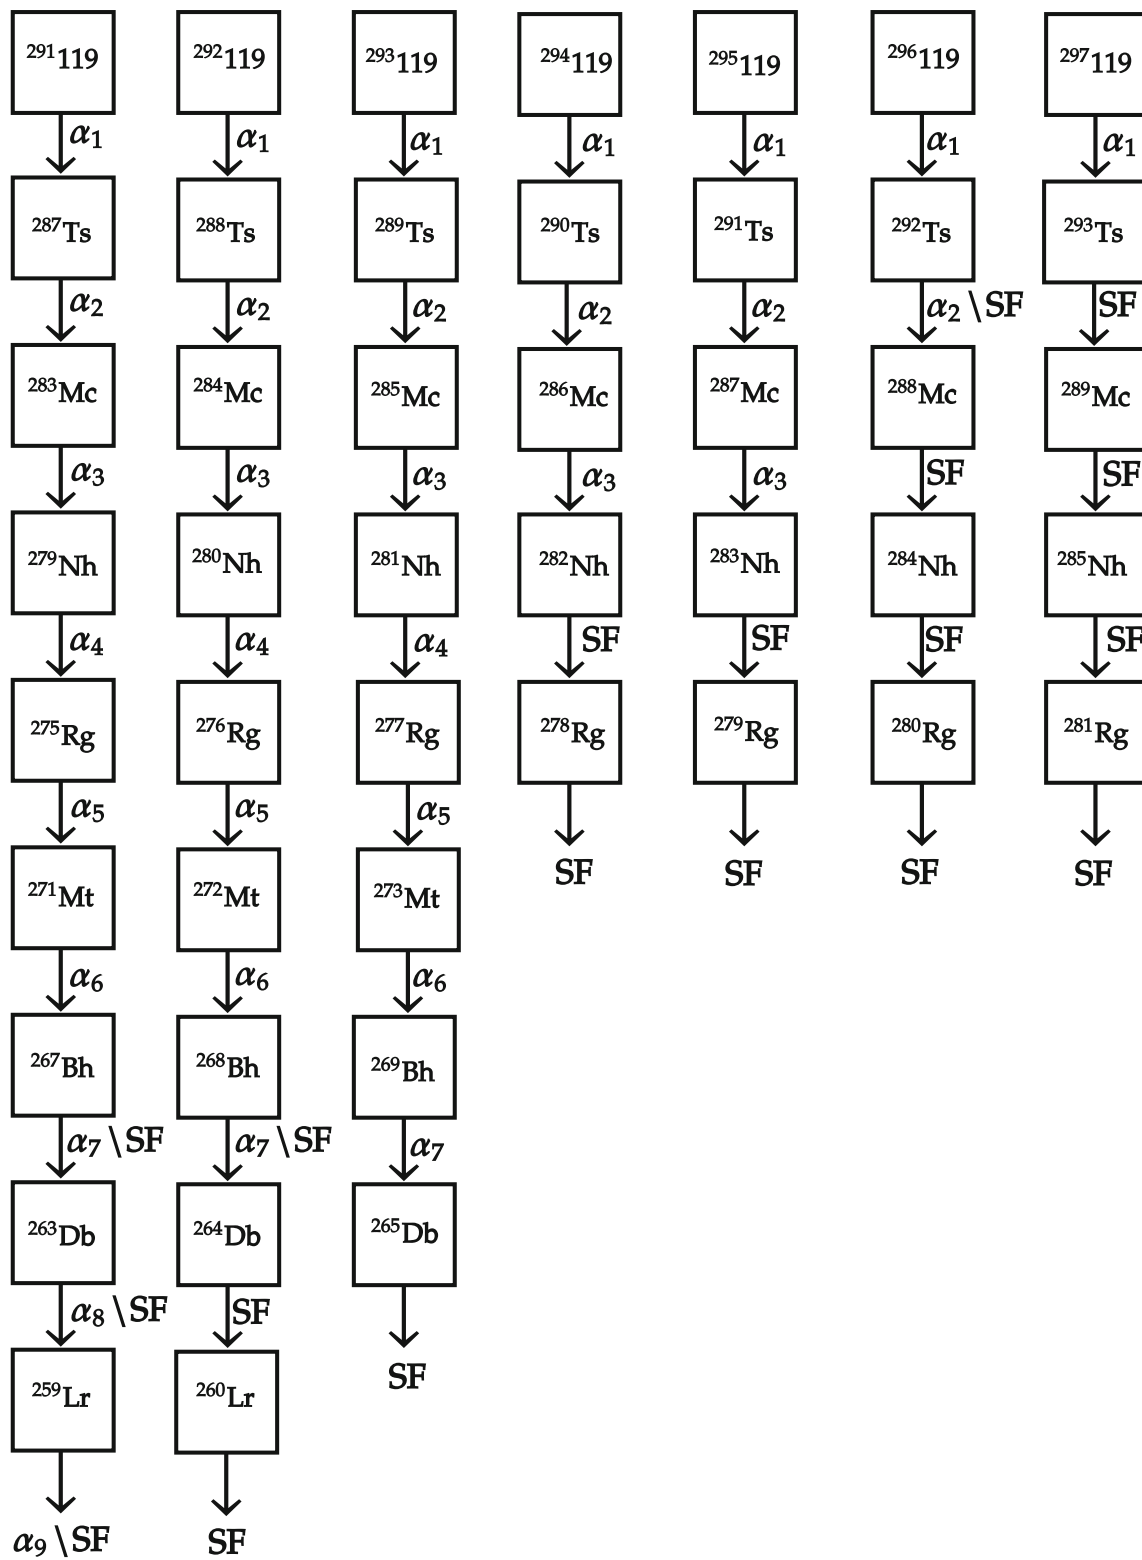 ²⁹¹119 ²⁹²119 ²⁹³119 ²⁹⁴119 ²⁹⁵119 ²⁹⁶119 ²⁹⁷119
α₁ α₁ α₁ α₁ α₁ α₁ α₁
²⁸⁷Ts ²⁸⁸Ts ²⁸⁹Ts ²⁹⁰Ts ²⁹¹Ts ²⁹²Ts ²⁹³Ts
α₂ α₂ α₂ α₂ α₂ α₂ \SF SF
²⁸³Mc ²⁸⁴Mc ²⁸⁵Mc ²⁸⁶Mc ²⁸⁷Mc ²⁸⁸Mc ²⁸⁹Mc
α₃ α₃ α₃ α₃ α₃ SF SF
²⁷⁹Nh ²⁸⁰Nh ²⁸¹Nh ²⁸²Nh ²⁸³Nh ²⁸⁴Nh ²⁸⁵Nh
α₄ α₄ α₄ SF SF SF SF
²⁷⁵Rg ²⁷⁶Rg ²⁷⁷Rg ²⁷⁸Rg ²⁷⁹Rg ²⁸⁰Rg ²⁸¹Rg
α₅ α₅ α₅ SF SF SF SF
²⁷¹Mt ²⁷²Mt ²⁷³Mt
α₆ α₆ α₆
²⁶⁷Bh ²⁶⁸Bh ²⁶⁹Bh
α₇ \SF α₇ \SF α₇
²⁶³Db ²⁶⁴Db ²⁶⁵Db
α₈ \SF SF SF
²⁵⁹Lr ²⁶⁰Lr
α₉ \SF SF